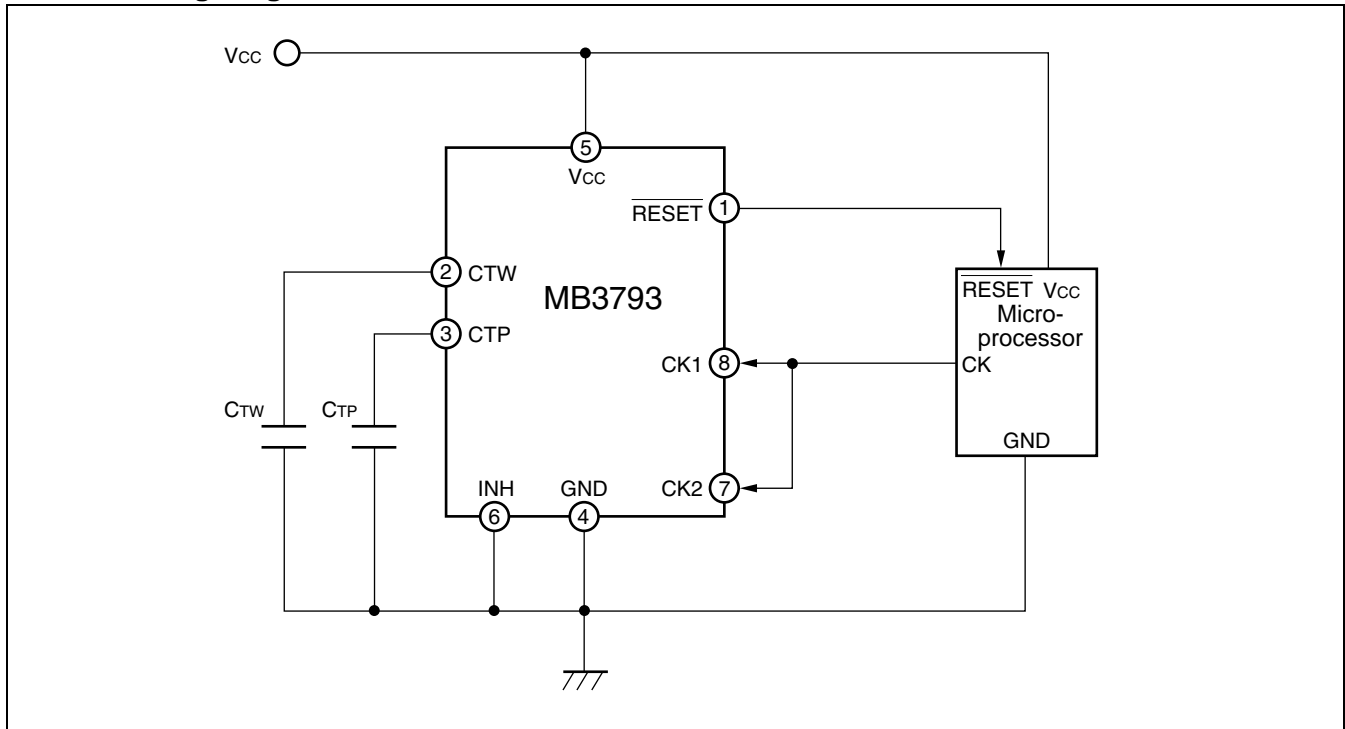 VCC
5
VCC
RESET 1
2 CTW
MB3793
RESET VCC
3 CTP
Micro-
processor
CK1 8
CK
CTW
CTP
GND
INH
GND
CK2 7
6
4